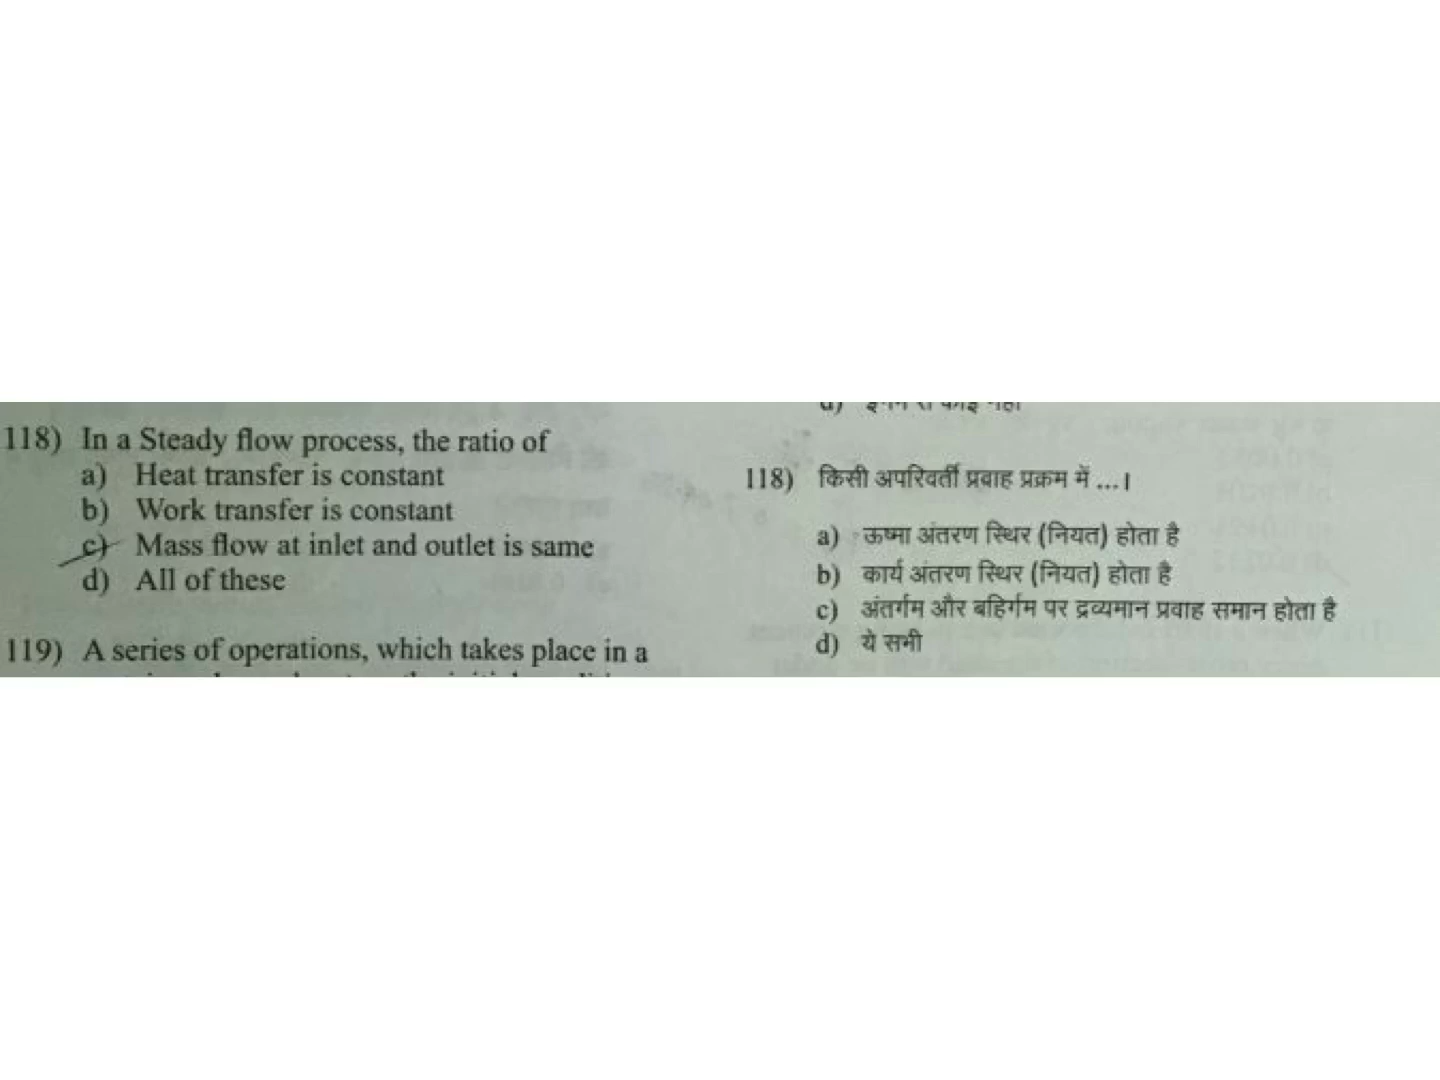 118) In a Steady flow process, the ratio of
a) Heat transfer is constant
b) Work transfer is constant
c) Mass flow at inlet and outlet is same
d) All of these
119) A series of operations, which takes place in a
118) किसी अपरिवर्ती प्रवाह प्रक्रम में ...।
a) ऊष्मा अंतरण स्थिर (नियत) होता है
b) कार्य अंतरण स्थिर (नियत) होता है
c) अंतर्गम और बहिर्गम पर द्रव्यमान प्रवाह समान होता है
d) ये सभी